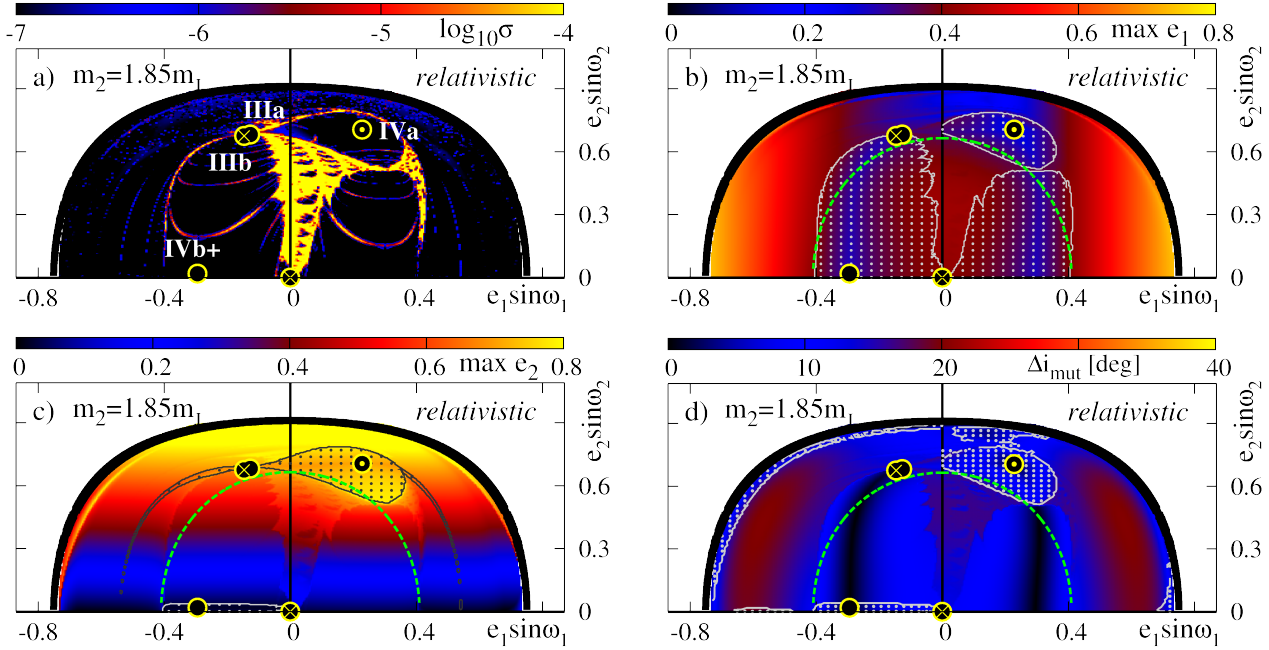 -7 -6 -5 log₁₀σ -4
a) m₂=1.85m₁ relativistic
IIIa
IVa
IIIb
IVb+
e₂sinω₂
0.6
0.3
0
-0.8 -0.4 0 0.4 e₁sinω₁
0 0.2 0.4 0.6 max e₁ 0.8
b) m₂=1.85m₁ relativistic
e₂sinω₂
0.6
0.3
0
-0.8 -0.4 0 0.4 e₁sinω₁
0 0.2 0.4 0.6 max e₂ 0.8
c) m₂=1.85m₁ relativistic
e₂sinω₂
0.6
0.3
0
-0.8 -0.4 0 0.4 e₁sinω₁
0 10 20 Δi_mut [deg] 40
d) m₂=1.85m₁ relativistic
e₂sinω₂
0.6
0.3
0
-0.8 -0.4 0 0.4 e₁sinω₁